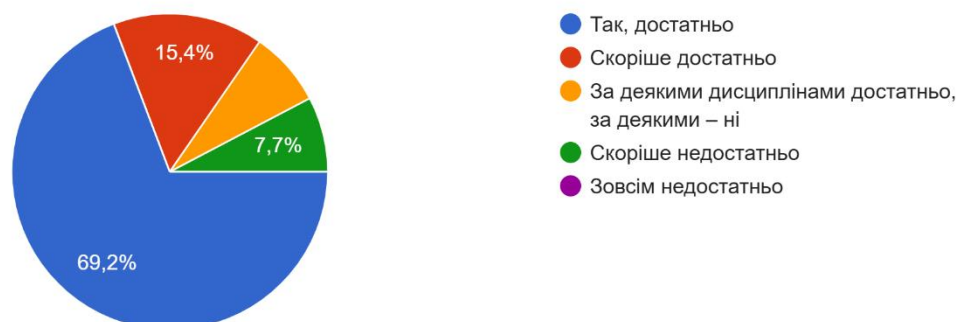 15,4%
7,7%
69,2%
Так, достатньо
Скоріше достатньо
За деякими дисциплінами достатньо,
за деякими – ні
Скоріше недостатньо
Зовсім недостатньо